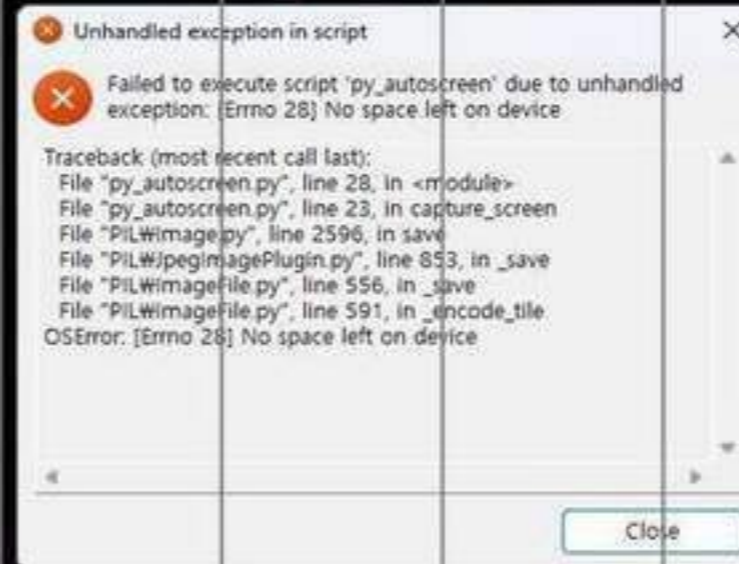 Unhandled exception in script
Failed to execute script 'py_autoscreen' due to unhandled
exception: [Errno 28] No space left on device
Traceback (most recent call last):
File "py_autoscreen.py", line 28, in <module>
File "py_autoscreen.py", line 23, in capture_screen
File "PIL₩Image.py", line 2596, in save
File "PIL₩JpegImagePlugin.py", line 853, in _save
File "PIL₩ImageFile.py", line 556, in _save
File "PIL₩ImageFile.py", line 591, in _encode_tile
OSError: [Errno 28] No space left on device
Close